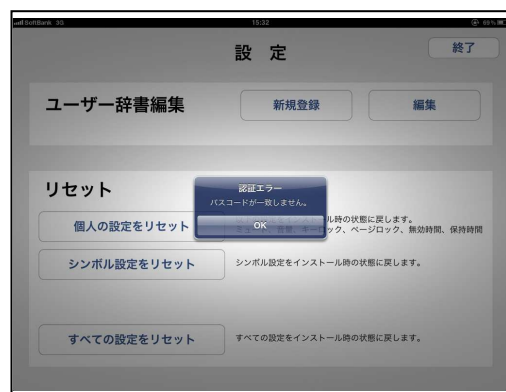 SoftBank 3G 15:32 69%
設 定
終了
ユーザー辞書編集
新規登録
編集
認証エラー
パスコードが一致しません。
OK
リセット
個人の設定をリセット
ル時の状態に戻します。
ック、ページロック、無効時間、保持時間
シンボル設定をリセット
シンボル設定をインストール時の状態に戻します。
すべての設定をリセット
すべての設定をインストール時の状態に戻します。